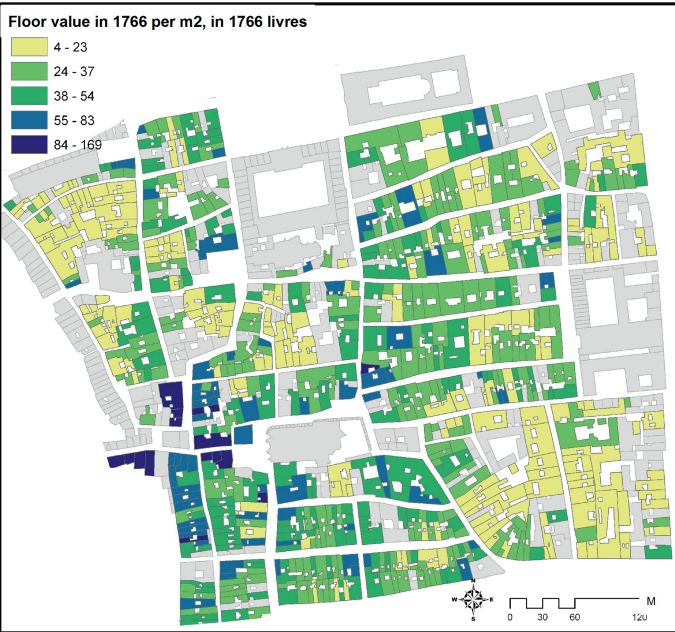 Floor value in 1766 per m2, in 1766 livres
4 - 23
24 - 37
38 - 54
55 - 83
84 - 169
N
W E
S
M
0 30 60 120